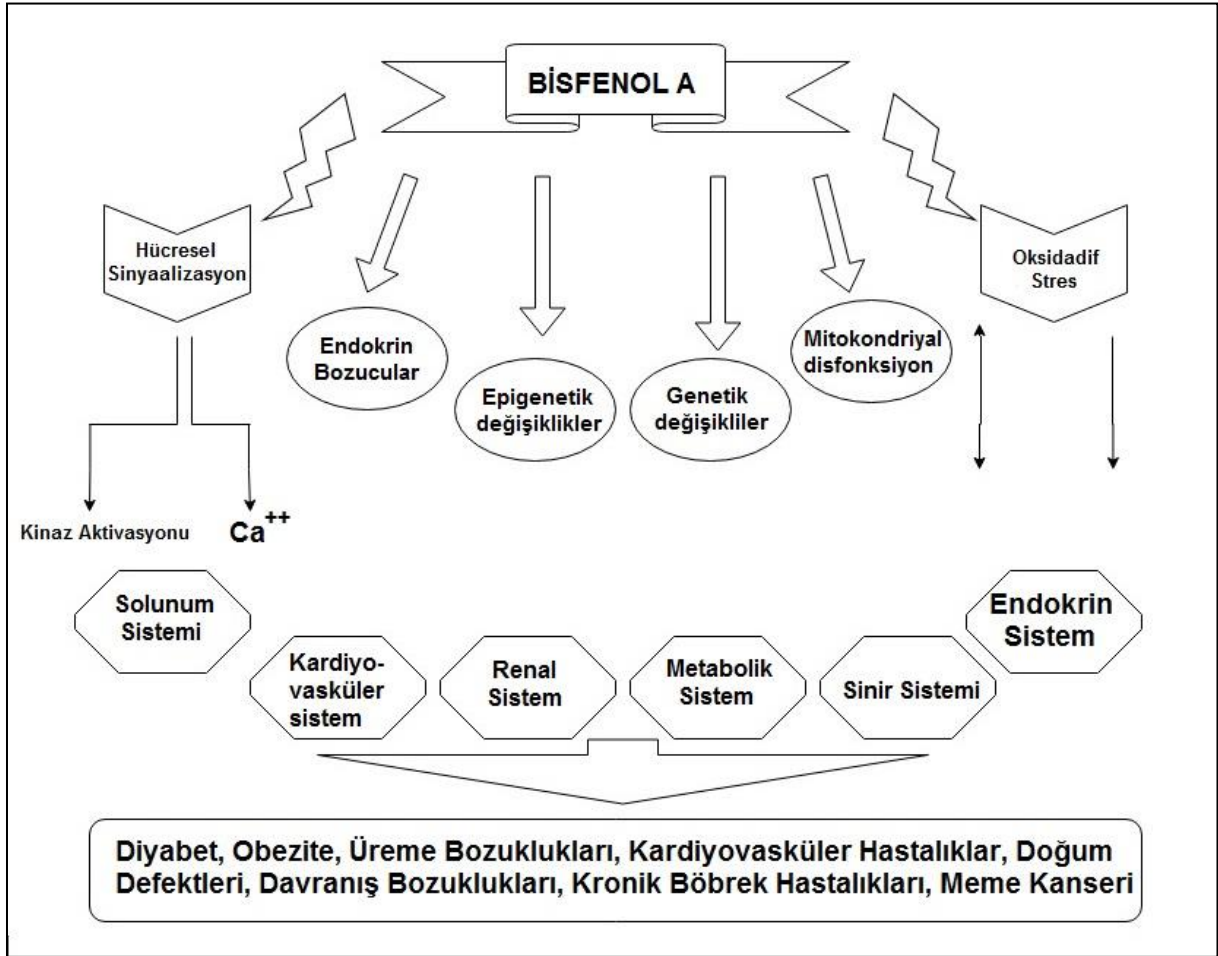 BİSFENOL A
Hücresel
Sinyaalizasyon
Oksidadif
Stres
Endokrin
Bozucular
Epigenetik
değişiklikler
Genetik
değişikliler
Mitokondriyal
disfonksiyon
Kinaz Aktivasyonu
Ca++
Solunum
Sistemi
Kardiyo-
vasküler
sistem
Renal
Sistem
Metabolik
Sistem
Sinir Sistemi
Endokrin
Sistem
Diyabet, Obezite, Üreme Bozuklukları, Kardiyovasküler Hastalıklar, Doğum
Defektleri, Davranış Bozuklukları, Kronik Böbrek Hastalıkları, Meme Kanseri